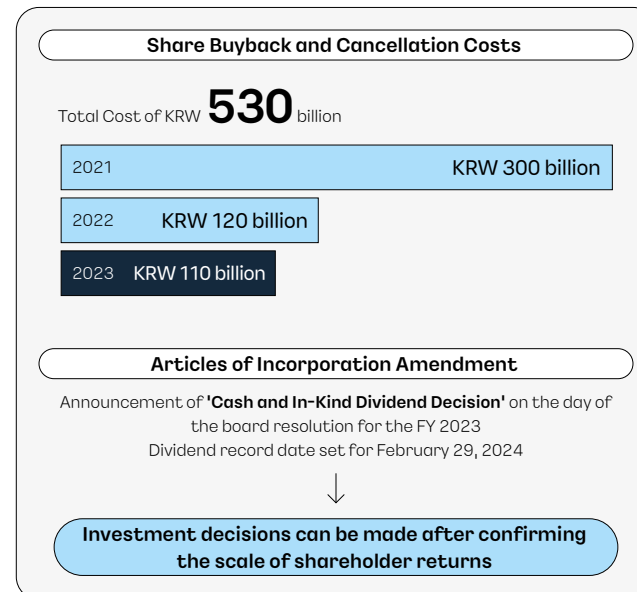 Share Buyback and Cancellation Costs
Total Cost of KRW 530 billion
2021 KRW 300 billion
2022 KRW 120 billion
2023 KRW 110 billion
Articles of Incorporation Amendment
Announcement of 'Cash and In-Kind Dividend Decision' on the day of
the board resolution for the FY 2023
Dividend record date set for February 29, 2024
Investment decisions can be made after confirming
the scale of shareholder returns